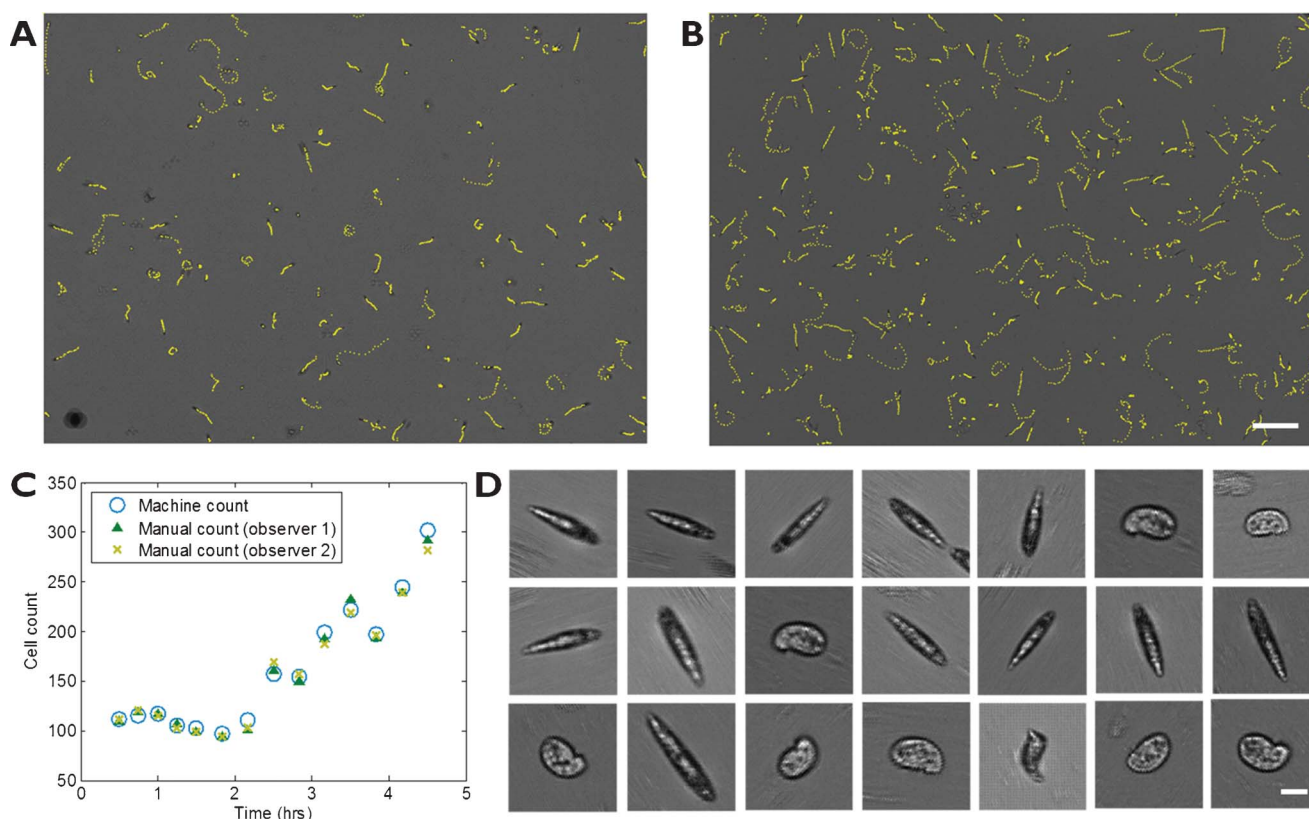 A
B
C
350
300
250
200
150
100
50
Cell count
Machine count
Manual count (observer 1)
Manual count (observer 2)
0
1
2
3
4
5
Time (hrs)
D